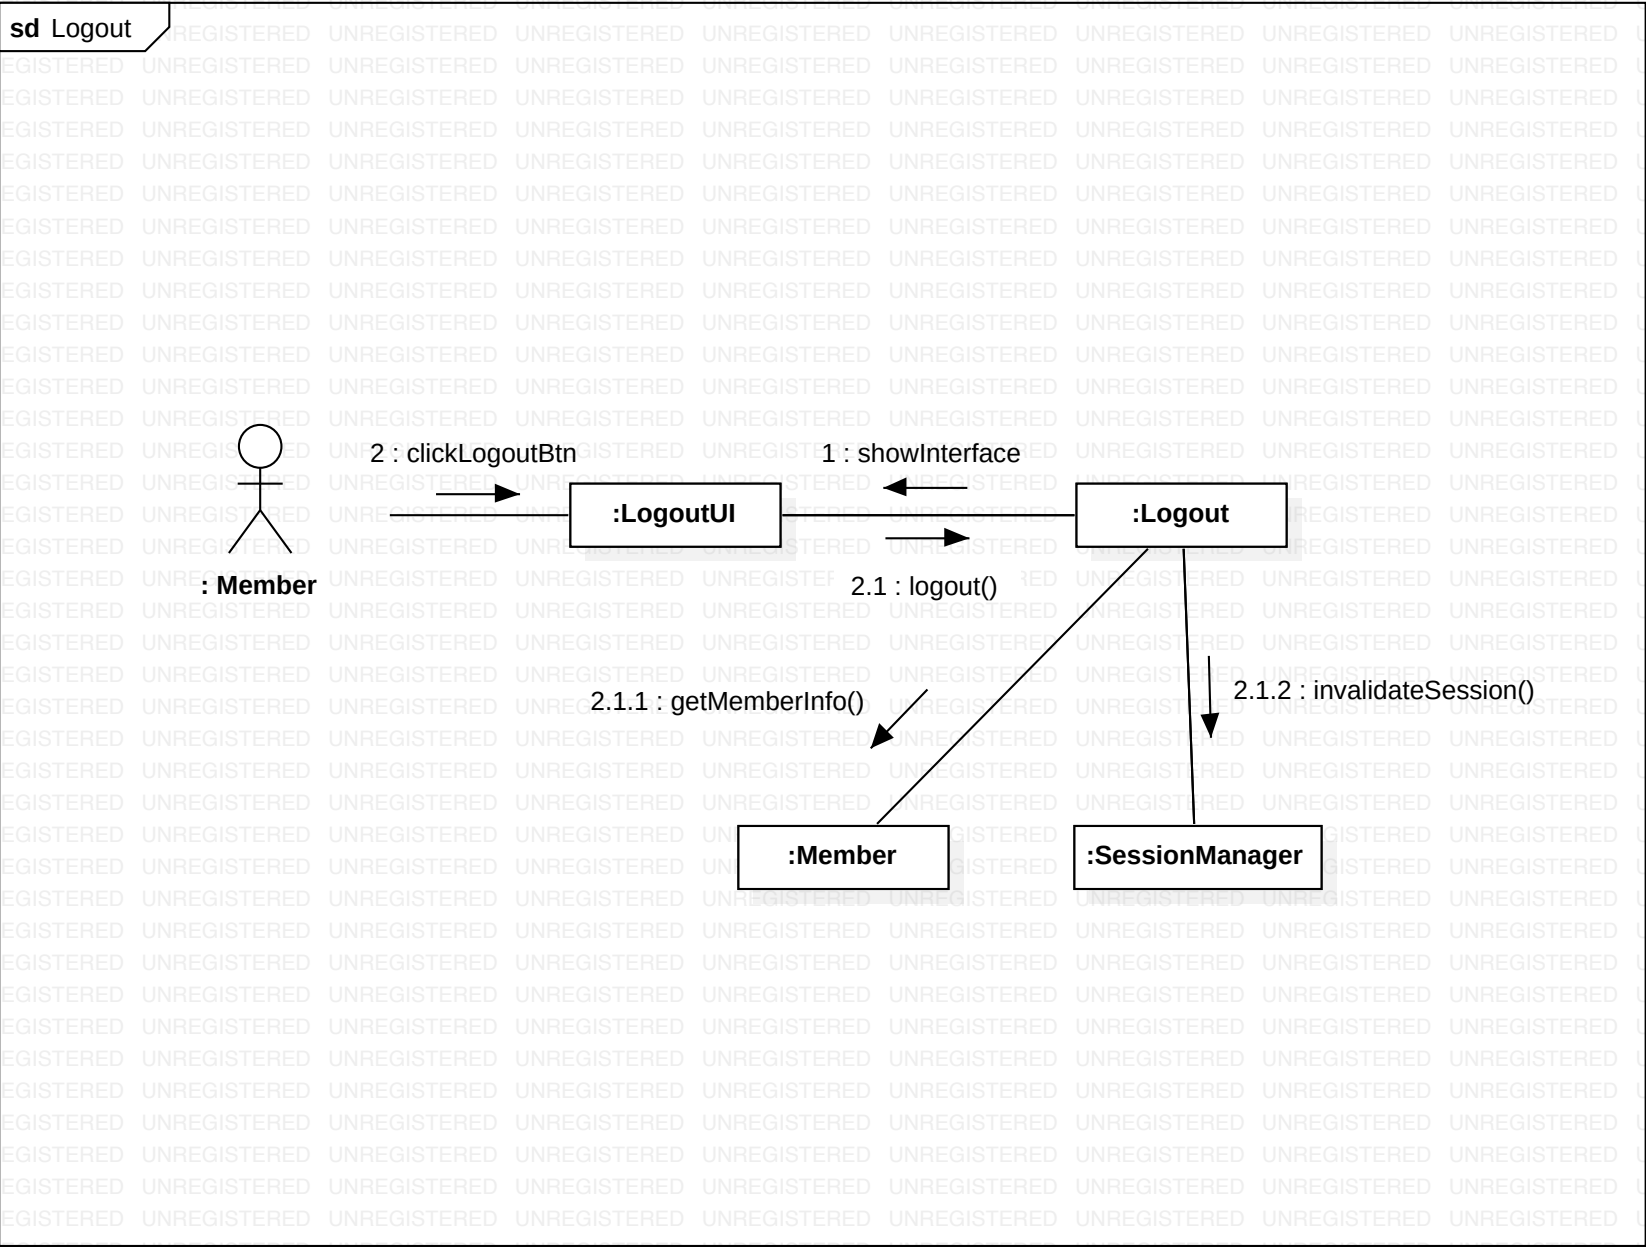 sd Logout
2 : clickLogoutBtn
1 : showInterface
:LogoutUI
:Logout
: Member
2.1 : logout()
2.1.1 : getMemberInfo()
2.1.2 : invalidateSession()
:Member
:SessionManager
UNREGISTERED